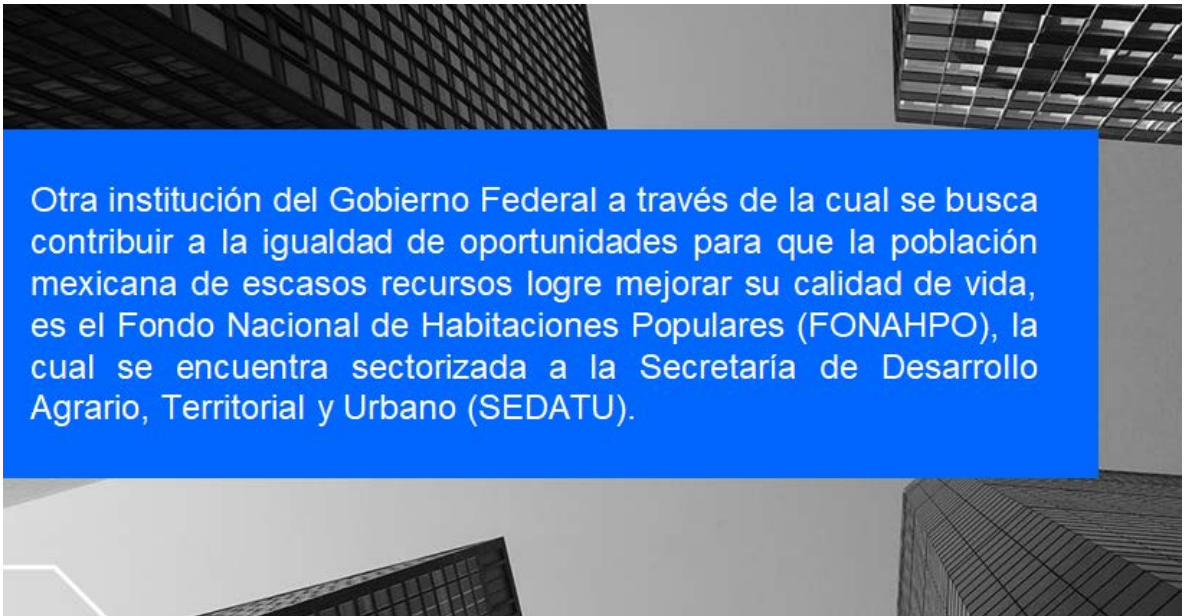 Otra institución del Gobierno Federal a través de la cual se busca
contribuir a la igualdad de oportunidades para que la población
mexicana de escasos recursos logre mejorar su calidad de vida,
es el Fondo Nacional de Habitaciones Populares (FONAHPO), la
cual se encuentra sectorizada a la Secretaría de Desarrollo
Agrario, Territorial y Urbano (SEDATU).